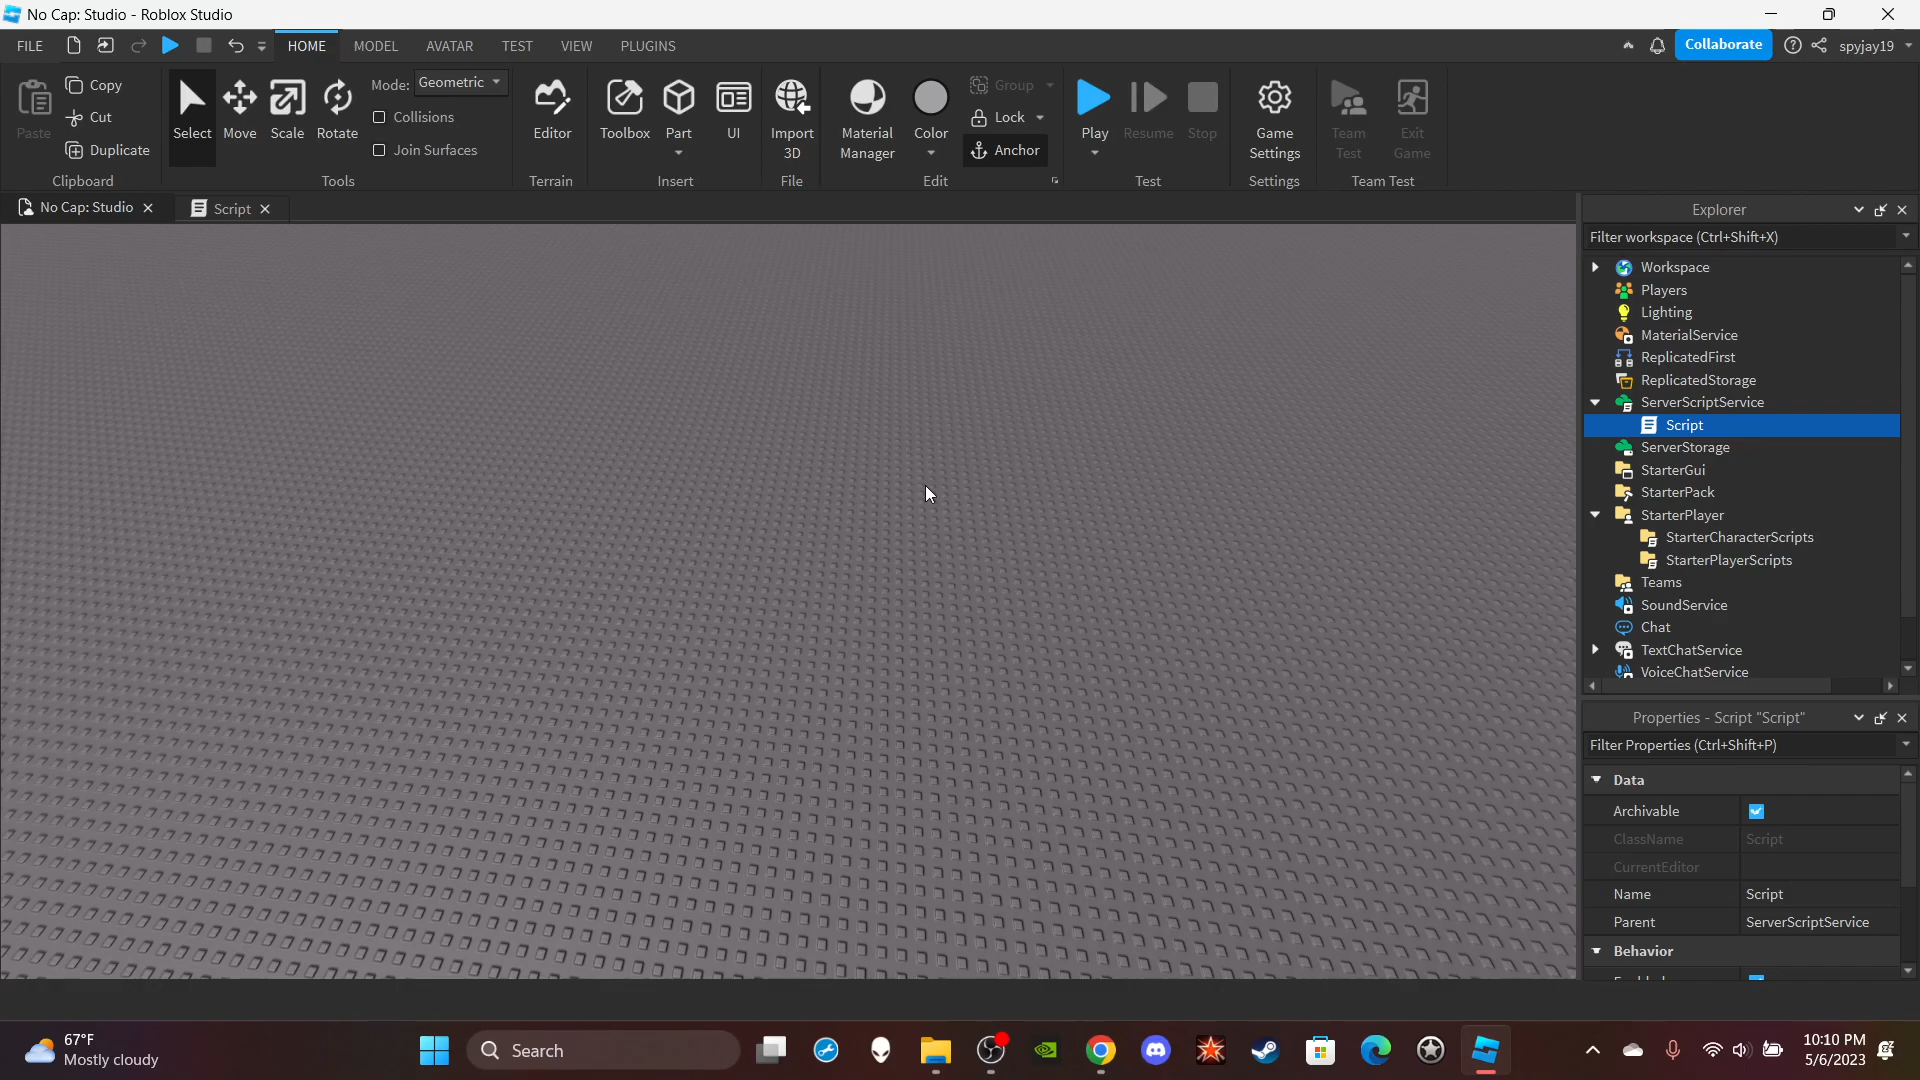 No Cap: Studio - Roblox Studio
FILE HOME MODEL AVATAR TEST VIEW PLUGINS Collaborate spyjay19
Paste Copy Cut Duplicate
Clipboard
Select Move Scale Rotate
Mode: Geometric
Collisions
Join Surfaces
Tools
Editor
Terrain
Toolbox Part UI
Insert
Import 3D
File
Material Manager
Color
Group
Lock
Anchor
Edit
Play Resume Stop
Test
Game Settings
Settings
Team Test
Exit Game
Team Test
No Cap: Studio
Script
Explorer
Filter workspace (Ctrl+Shift+X)
Workspace
Players
Lighting
MaterialService
ReplicatedFirst
ReplicatedStorage
ServerScriptService
Script
ServerStorage
StarterGui
StarterPack
StarterPlayer
StarterCharacterScripts
StarterPlayerScripts
Teams
SoundService
Chat
TextChatService
VoiceChatService
Properties - Script "Script"
Filter Properties (Ctrl+Shift+P)
Data
Archivable
ClassName Script
CurrentEditor
Name Script
Parent ServerScriptService
Behavior
67°F
Mostly cloudy
Search
10:10 PM
5/6/2023